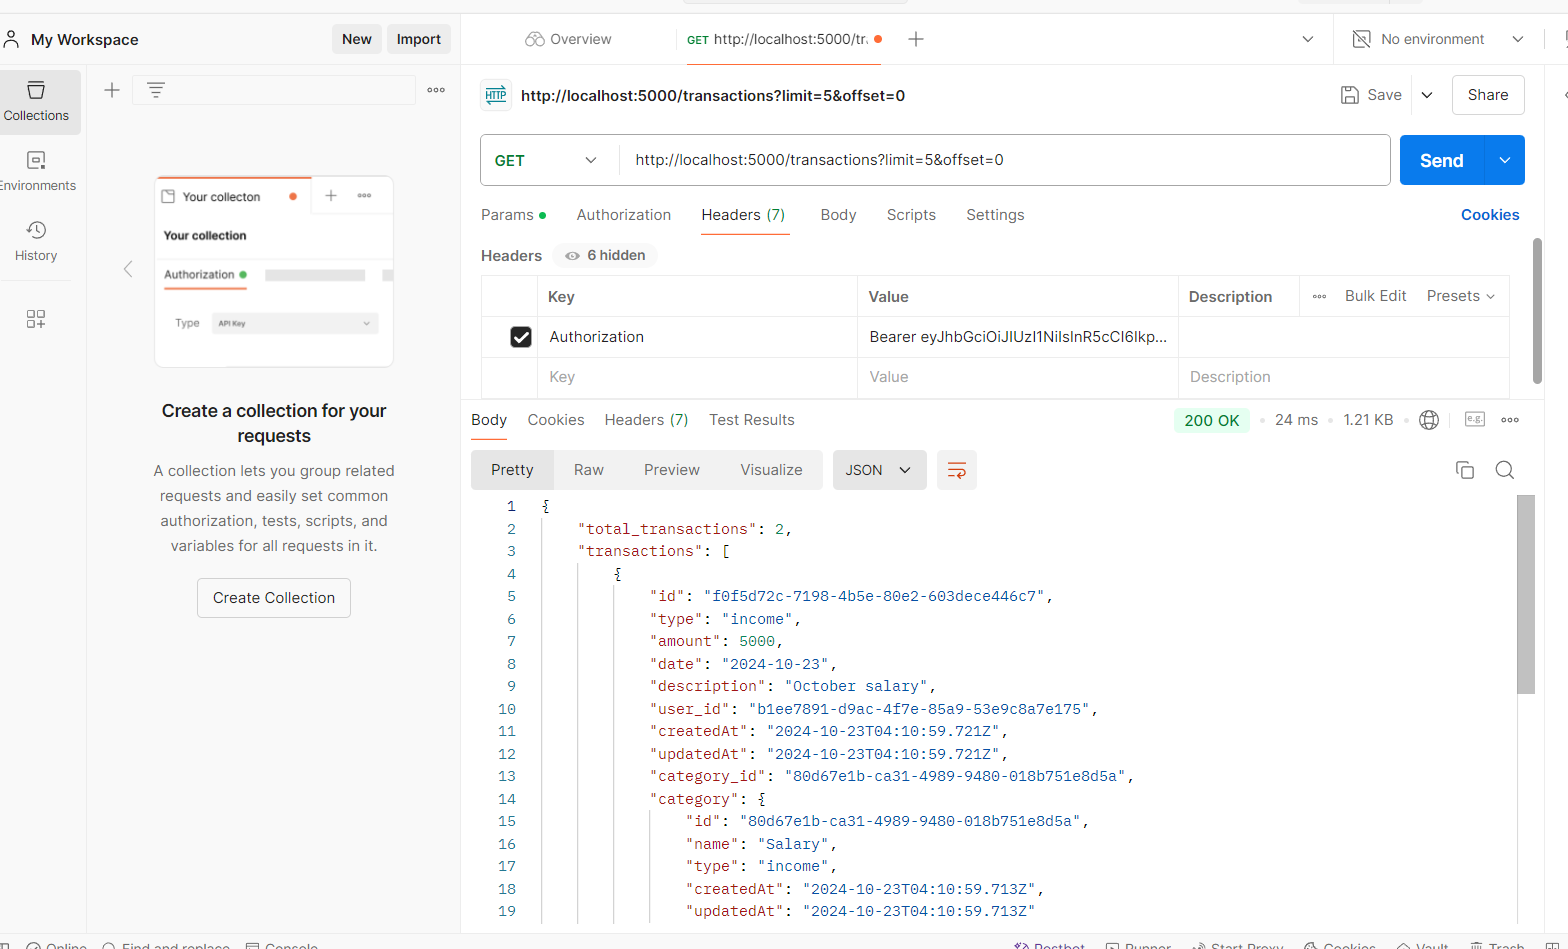 My Workspace
New
Import
Overview
GET http://localhost:5000/tr
No environment
Collections
Environments
History
Your collecton
Your collection
Authorization
Type
API Key
Create a collection for your
requests
A collection lets you group related
requests and easily set common
authorization, tests, scripts, and
variables for all requests in it.
Create Collection
HTTP
http://localhost:5000/transactions?limit=5&offset=0
Save
Share
GET
http://localhost:5000/transactions?limit=5&offset=0
Send
Params
Authorization
Headers (7)
Body
Scripts
Settings
Cookies
Headers
6 hidden
Key
Value
Description
Bulk Edit
Presets
Authorization
Bearer eyJhbGciOiJIUzI1NiIsInR5cCI6Ikp...
Key
Value
Description
Body
Cookies
Headers (7)
Test Results
200 OK
24 ms
1.21 KB
e.g.
Pretty
Raw
Preview
Visualize
JSON
1 {
2 "total_transactions": 2,
3 "transactions": [
4 {
5 "id": "f0f5d72c-7198-4b5e-80e2-603dece446c7",
6 "type": "income",
7 "amount": 5000,
8 "date": "2024-10-23",
9 "description": "October salary",
10 "user_id": "b1ee7891-d9ac-4f7e-85a9-53e9c8a7e175",
11 "createdAt": "2024-10-23T04:10:59.721Z",
12 "updatedAt": "2024-10-23T04:10:59.721Z",
13 "category_id": "80d67e1b-ca31-4989-9480-018b751e8d5a",
14 "category": {
15 "id": "80d67e1b-ca31-4989-9480-018b751e8d5a",
16 "name": "Salary",
17 "type": "income",
18 "createdAt": "2024-10-23T04:10:59.713Z",
19 "updatedAt": "2024-10-23T04:10:59.713Z"
Online
Find and replace
Console
Postbot
Runner
Start Proxy
Cookies
Vault
Trash